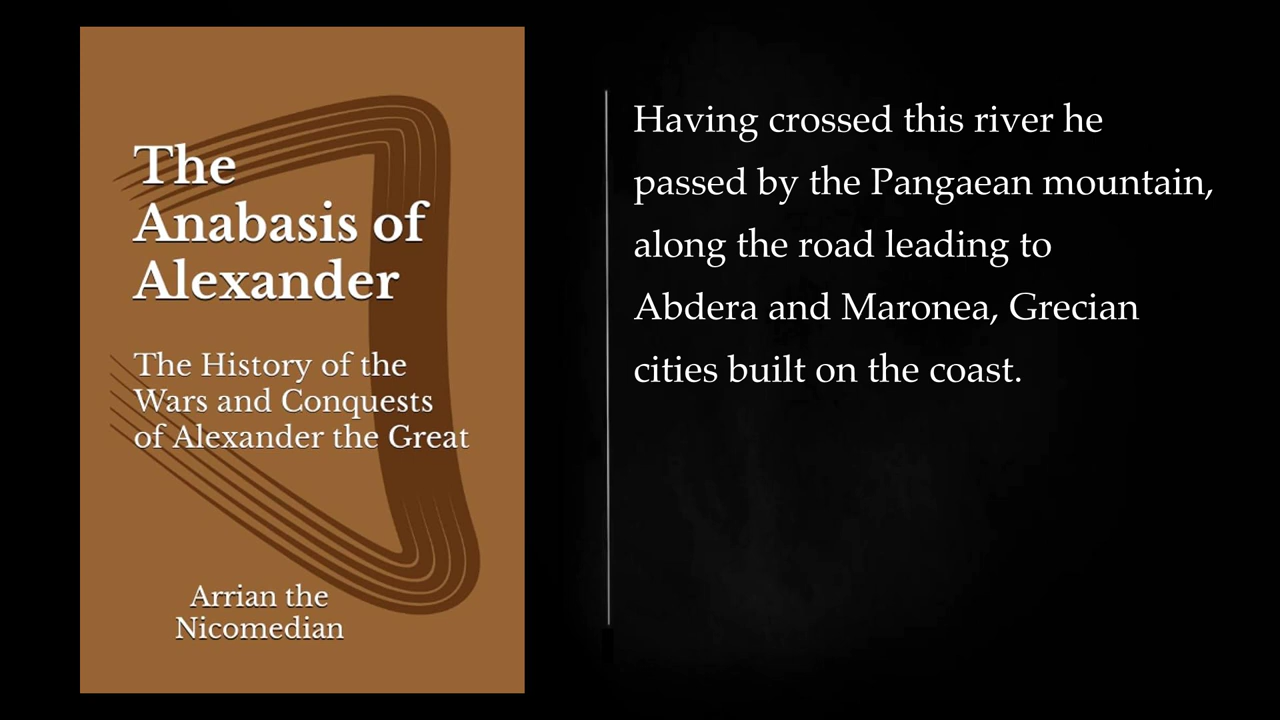 The
Anabasis of
Alexander
The History of the
Wars and Conquests
of Alexander the Great
Arrian the
Nicomedian
Having crossed this river he
passed by the Pangaean mountain,
along the road leading to
Abdera and Maronea, Grecian
cities built on the coast.